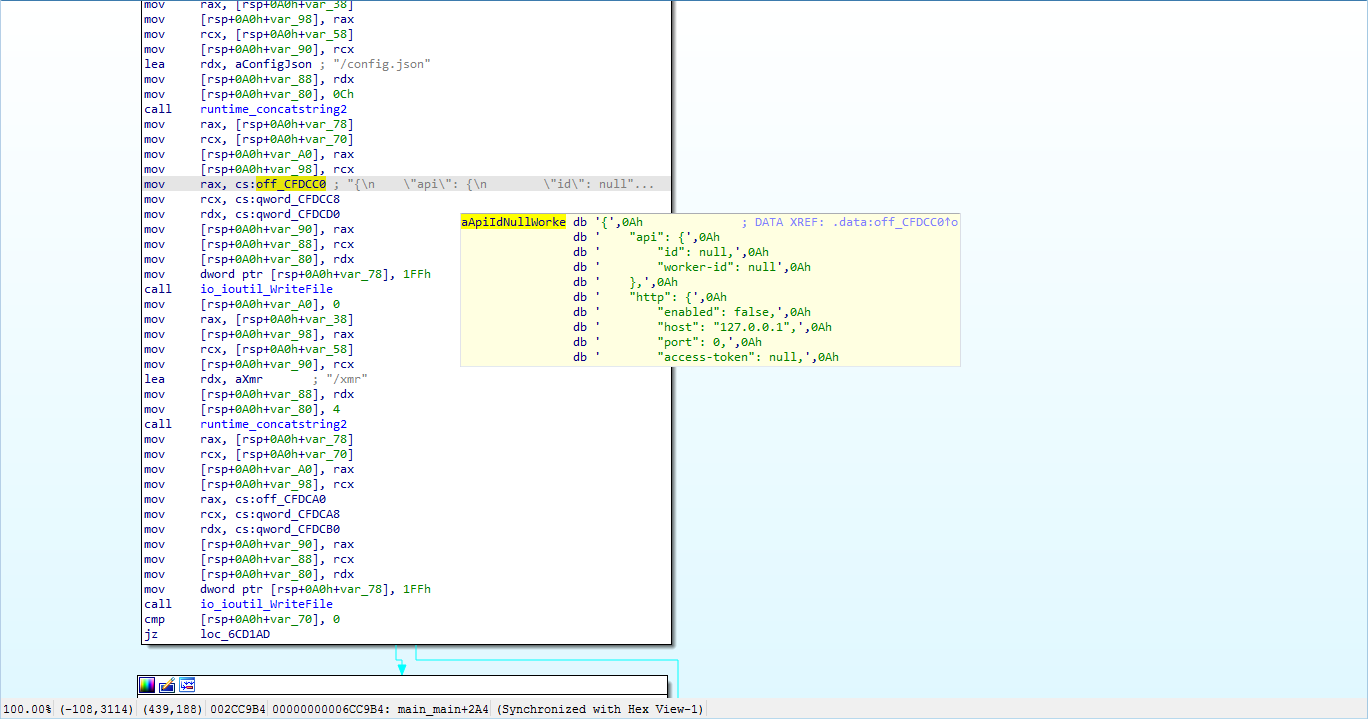 mov rax, [rsp+0A0h+var_38]
mov [rsp+0A0h+var_98], rax
mov rcx, [rsp+0A0h+var_58]
mov [rsp+0A0h+var_90], rcx
lea rdx, aConfigJson ; "/config.json"
mov [rsp+0A0h+var_88], rdx
mov [rsp+0A0h+var_80], 0Ch
call runtime_concatstring2
mov rax, [rsp+0A0h+var_78]
mov rcx, [rsp+0A0h+var_70]
mov [rsp+0A0h+var_A0], rax
mov [rsp+0A0h+var_98], rcx
mov rax, cs:off_CFDCC0 ; "{\n    \"api\": {\n        \"id\": null"...
mov rcx, cs:qword_CFDCC8
mov rdx, cs:qword_CFDCD0
mov [rsp+0A0h+var_90], rax
mov [rsp+0A0h+var_88], rcx
mov [rsp+0A0h+var_80], rdx
mov dword ptr [rsp+0A0h+var_78], 1FFh
call io_ioutil_WriteFile
mov [rsp+0A0h+var_A0], 0
mov rax, [rsp+0A0h+var_38]
mov [rsp+0A0h+var_98], rax
mov rcx, [rsp+0A0h+var_58]
mov [rsp+0A0h+var_90], rcx
lea rdx, aXmr ; "/xmr"
mov [rsp+0A0h+var_88], rdx
mov [rsp+0A0h+var_80], 4
call runtime_concatstring2
mov rax, [rsp+0A0h+var_78]
mov rcx, [rsp+0A0h+var_70]
mov [rsp+0A0h+var_A0], rax
mov [rsp+0A0h+var_98], rcx
mov rax, cs:off_CFDCA0
mov rcx, cs:qword_CFDCA8
mov rdx, cs:qword_CFDCB0
mov [rsp+0A0h+var_90], rax
mov [rsp+0A0h+var_88], rcx
mov [rsp+0A0h+var_80], rdx
mov dword ptr [rsp+0A0h+var_78], 1FFh
call io_ioutil_WriteFile
cmp [rsp+0A0h+var_70], 0
jz loc_6CD1AD
aApiIdNullWorke db '{',0Ah ; DATA XREF: .data:off_CFDCC0↑o
db '    "api": {',0Ah
db '        "id": null,',0Ah
db '        "worker-id": null',0Ah
db '    },',0Ah
db '    "http": {',0Ah
db '        "enabled": false,',0Ah
db '        "host": "127.0.0.1",',0Ah
db '        "port": 0,',0Ah
db '        "access-token": null,',0Ah
100.00% (-108,3114) (439,188) 002CC9B4 00000000006CC9B4: main_main+2A4 (Synchronized with Hex View-1)